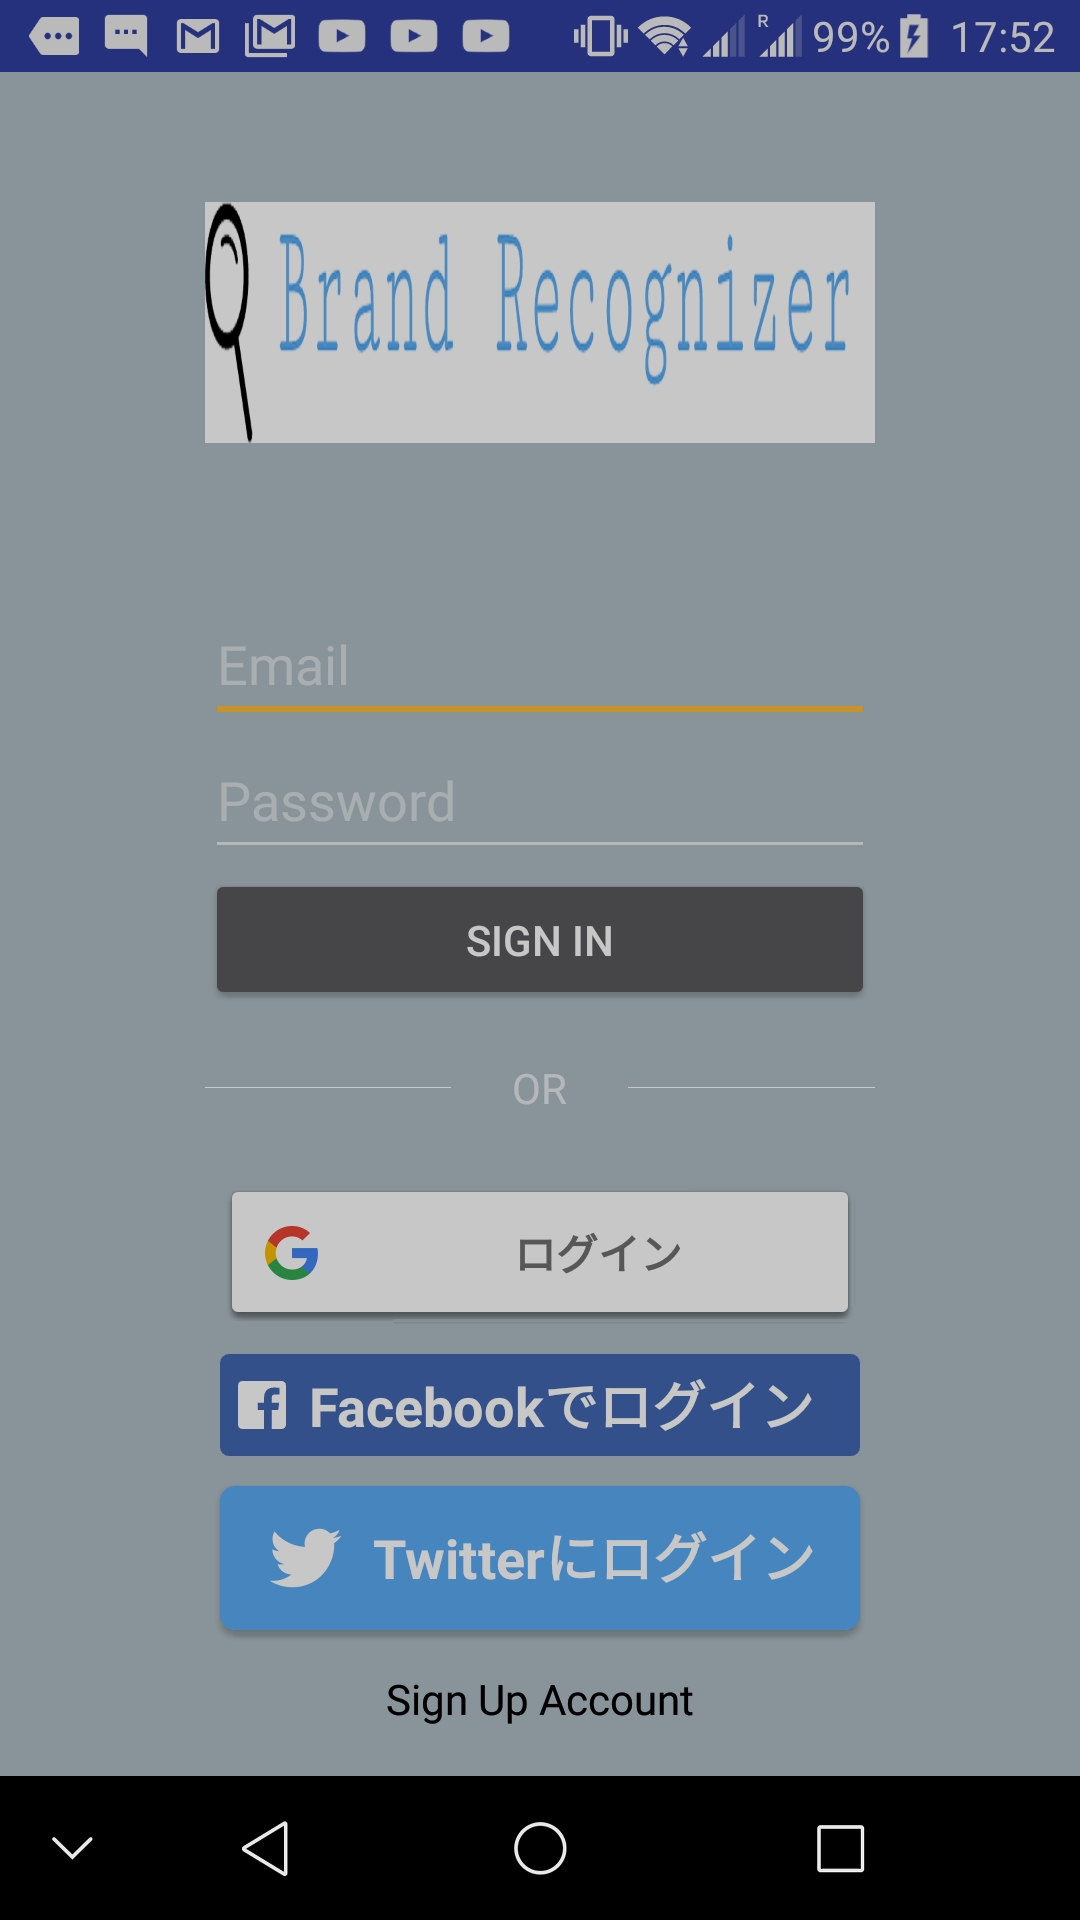 R 99% 17:52
Brand Recognizer
Email
Password
SIGN IN
OR
G ログイン
Facebookでログイン
Twitterにログイン
Sign Up Account